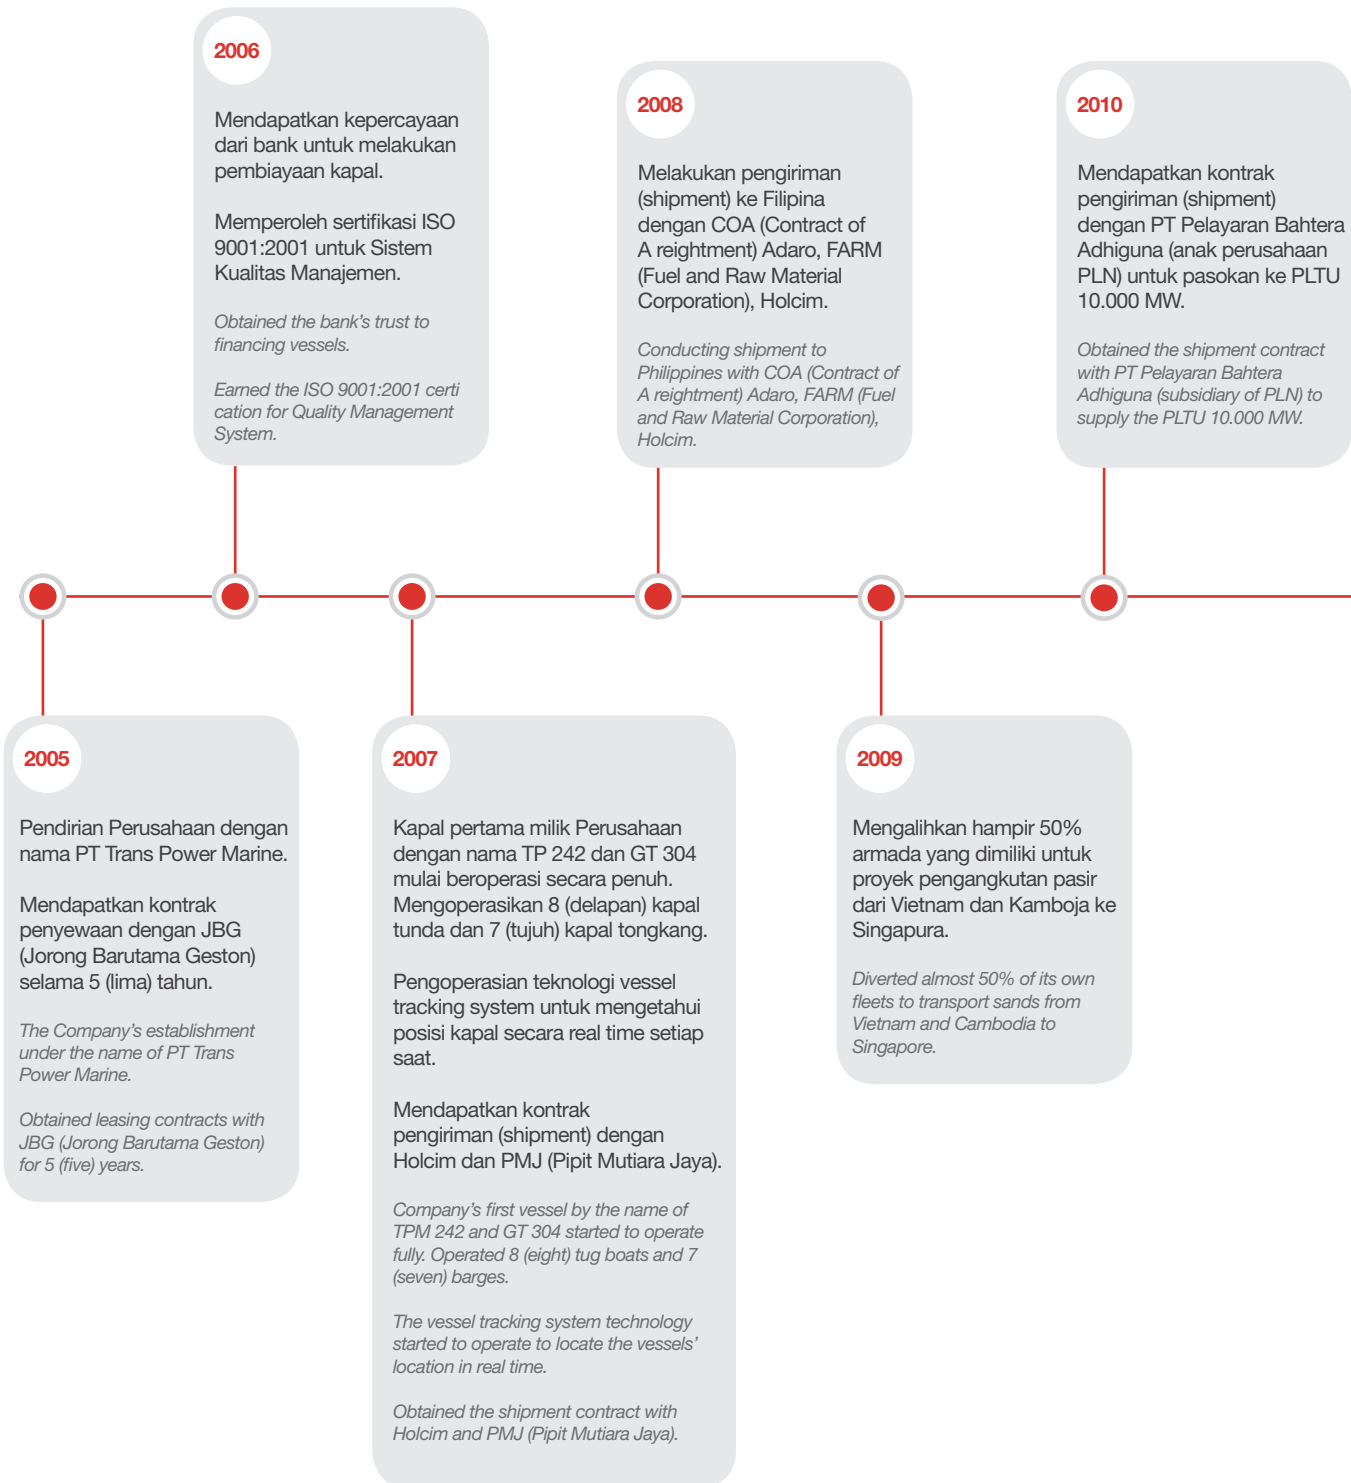 2006
Mendapatkan kepercayaan
dari bank untuk melakukan
pembiayaan kapal.
Memperoleh sertifikasi ISO
9001:2001 untuk Sistem
Kualitas Manajemen.
Obtained the bank's trust to
financing vessels.
Earned the ISO 9001:2001 certi
cation for Quality Management
System.
2008
Melakukan pengiriman
(shipment) ke Filipina
dengan COA (Contract of
A reightment) Adaro, FARM
(Fuel and Raw Material
Corporation), Holcim.
Conducting shipment to
Philippines with COA (Contract of
A reightment) Adaro, FARM (Fuel
and Raw Material Corporation),
Holcim.
2010
Mendapatkan kontrak
pengiriman (shipment)
dengan PT Pelayaran Bahtera
Adhiguna (anak perusahaan
PLN) untuk pasokan ke PLTU
10.000 MW.
Obtained the shipment contract
with PT Pelayaran Bahtera
Adhiguna (subsidiary of PLN) to
supply the PLTU 10.000 MW.
2005
Pendirian Perusahaan dengan
nama PT Trans Power Marine.
Mendapatkan kontrak
penyewaan dengan JBG
(Jorong Barutama Geston)
selama 5 (lima) tahun.
The Company's establishment
under the name of PT Trans
Power Marine.
Obtained leasing contracts with
JBG (Jorong Barutama Geston)
for 5 (five) years.
2007
Kapal pertama milik Perusahaan
dengan nama TP 242 dan GT 304
mulai beroperasi secara penuh.
Mengoperasikan 8 (delapan) kapal
tunda dan 7 (tujuh) kapal tongkang.
Pengoperasian teknologi vessel
tracking system untuk mengetahui
posisi kapal secara real time setiap
saat.
Mendapatkan kontrak
pengiriman (shipment) dengan
Holcim dan PMJ (Pipit Mutiara Jaya).
Company's first vessel by the name of
TPM 242 and GT 304 started to operate
fully. Operated 8 (eight) tug boats and 7
(seven) barges.
The vessel tracking system technology
started to operate to locate the vessels'
location in real time.
Obtained the shipment contract with
Holcim and PMJ (Pipit Mutiara Jaya).
2009
Mengalihkan hampir 50%
armada yang dimiliki untuk
proyek pengangkutan pasir
dari Vietnam dan Kamboja ke
Singapura.
Diverted almost 50% of its own
fleets to transport sands from
Vietnam and Cambodia to
Singapore.